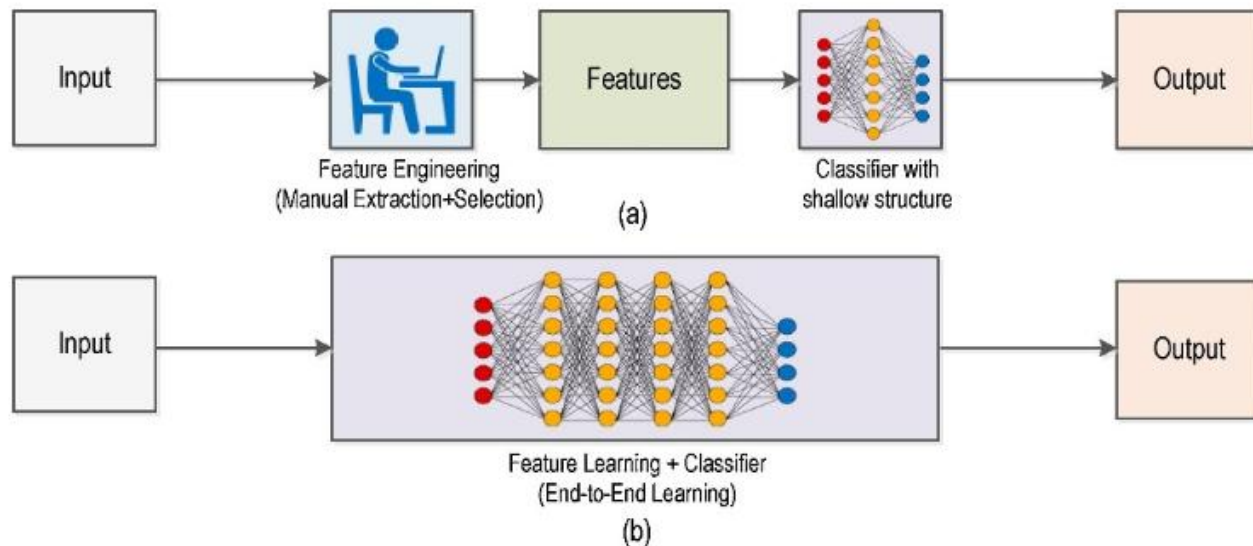 Input
Features
Output
Feature Engineering
(Manual Extraction+Selection)
Classifier with
shallow structure
(a)
Input
Output
Feature Learning + Classifier
(End-to-End Learning)
(b)